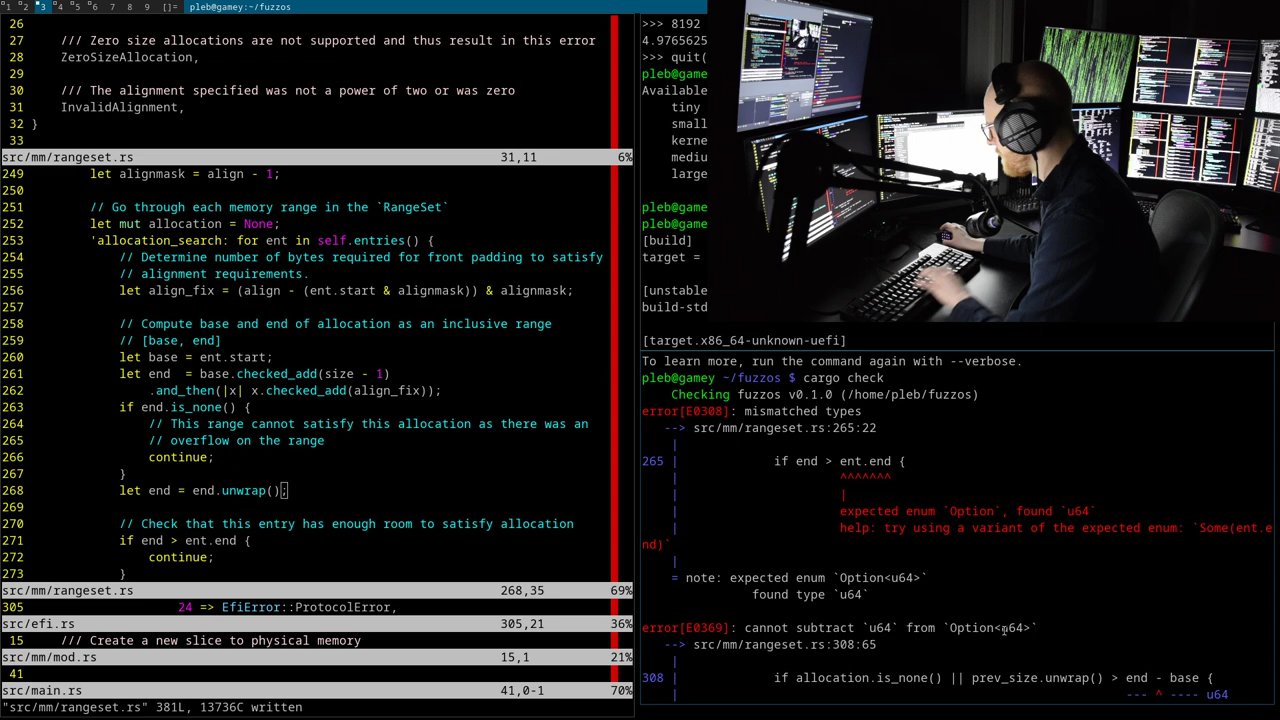 1 2 3 4 5 6 7 8 9 []= pleb@gamey:~/fuzzos
26
27 /// Zero size allocations are not supported and thus result in this error
28 ZeroSizeAllocation,
29
30 /// The alignment specified was not a power of two or was zero
31 InvalidAlignment,
32 }
33
src/mm/rangeset.rs 31,11 6%
249 let alignmask = align - 1;
250
251 // Go through each memory range in the `RangeSet`
252 let mut allocation = None;
253 'allocation_search: for ent in self.entries() {
254 // Determine number of bytes required for front padding to satisfy
255 // alignment requirements.
256 let align_fix = (align - (ent.start & alignmask)) & alignmask;
257
258 // Compute base and end of allocation as an inclusive range
259 // [base, end]
260 let base = ent.start;
261 let end = base.checked_add(size - 1)
262 .and_then(|x| x.checked_add(align_fix));
263 if end.is_none() {
264 // This range cannot satisfy this allocation as there was an
265 // overflow on the range
266 continue;
267 }
268 let end = end.unwrap();
269
270 // Check that this entry has enough room to satisfy allocation
271 if end > ent.end {
272 continue;
273 }
src/mm/rangeset.rs 268,35 69%
305 24 => EfiError::ProtocolError,
src/efi.rs 305,21 36%
15 /// Create a new slice to physical memory
src/mm/mod.rs 15,1 21%
41
src/main.rs 41,0-1 70%
"src/mm/rangeset.rs" 381L, 13736C written
>>> 8192
4.9765625
>>> quit(
pleb@game
Available
tiny
small
kerne
mediu
large
pleb@game
pleb@game
[build]
target =
[unstable
build-std
[target.x86_64-unknown-uefi]
To learn more, run the command again with --verbose.
pleb@gamey ~/fuzzos $ cargo check
Checking fuzzos v0.1.0 (/home/pleb/fuzzos)
error[E0308]: mismatched types
--> src/mm/rangeset.rs:265:22
|
265 | if end > ent.end {
| ^^^^^^^
| |
| expected enum `Option`, found `u64`
| help: try using a variant of the expected enum: `Some(ent.e
nd)`
|
= note: expected enum `Option<u64>`
found type `u64`
error[E0369]: cannot subtract `u64` from `Option<u64>`
--> src/mm/rangeset.rs:308:65
|
308 | if allocation.is_none() || prev_size.unwrap() > end - base {
| --- ^ ---- u64